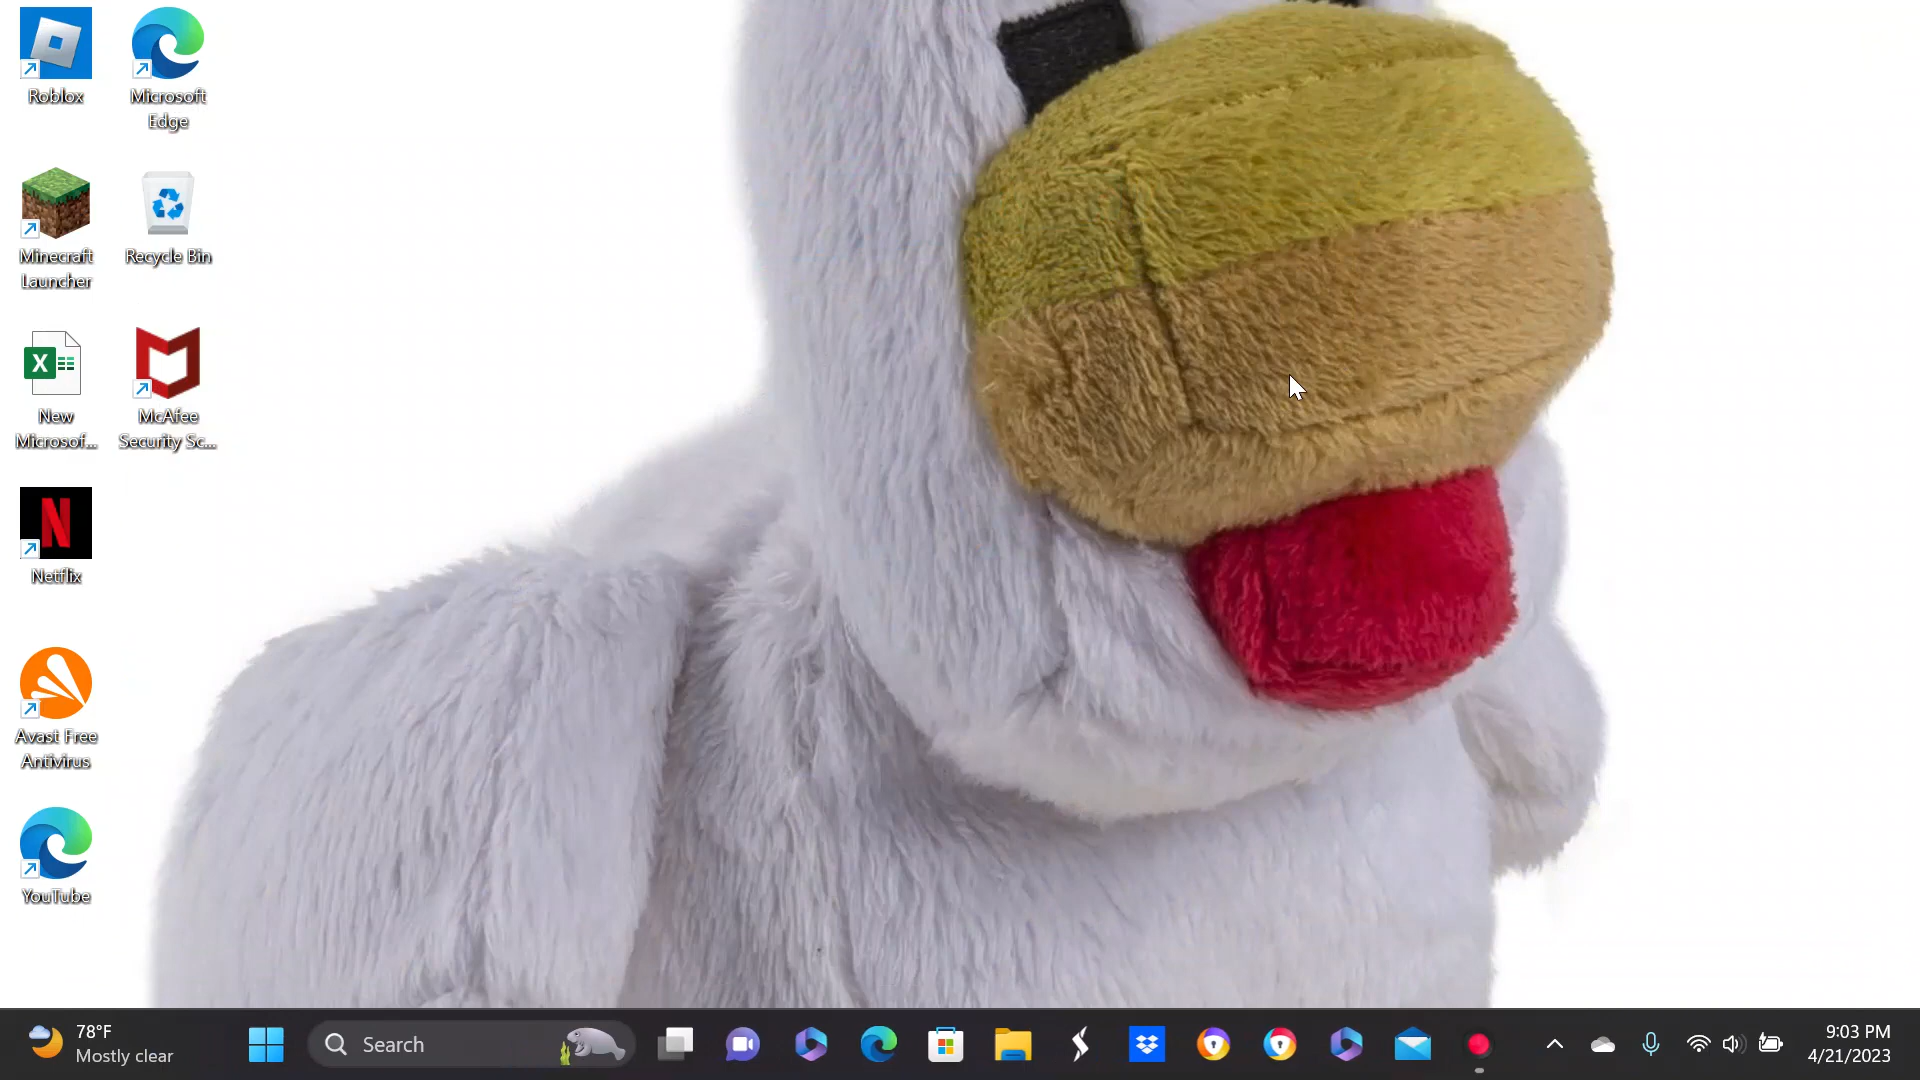 Roblox
Microsoft
Edge
Minecraft
Launcher
Recycle Bin
X
New
Microsof...
McAfee
Security Sc...
N
Netflix
Avast Free
Antivirus
YouTube
78°F
Mostly clear
Search
9:03 PM
4/21/2023